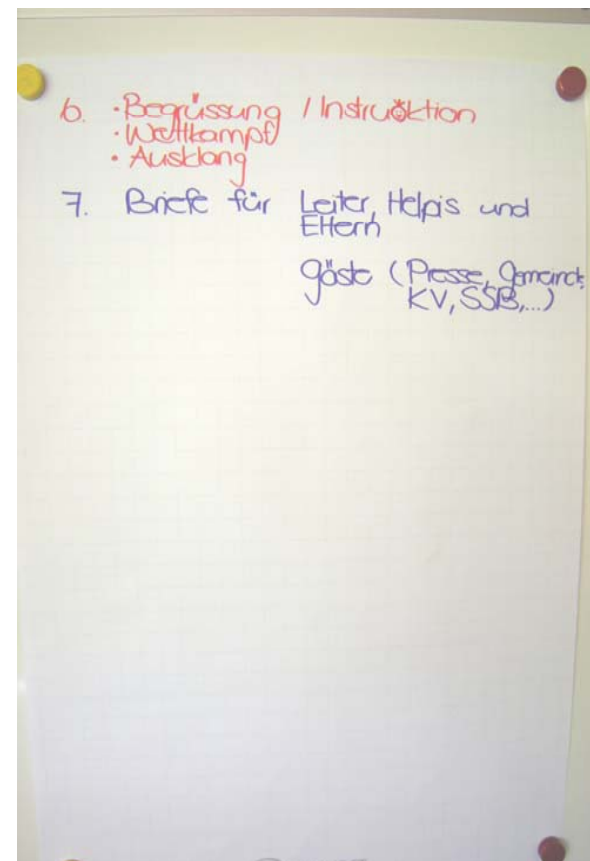 6. · Begrüssung / Instruktion
· Wettkampf
· Ausklang
7. Briefe für Leiter, Helpis und
Eltern
Gäste (Presse, Gemeinde,
KV, SSB,...)